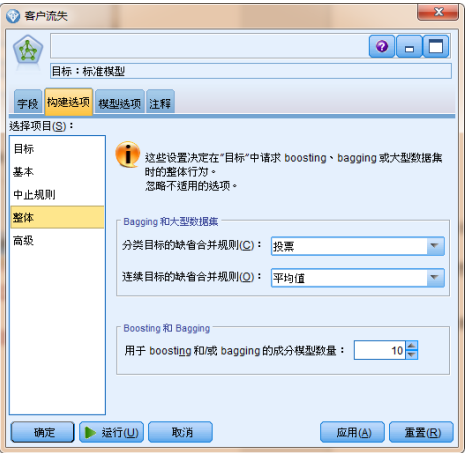 客户流失
目标：标准模型
字段 构建选项 模型选项 注释
选择项目(S)：
目标
基本
中止规则
整体
高级
这些设置决定在"目标"中请求 boosting、bagging 或大型数据集
时的整体行为。
忽略不适用的选项。
Bagging 和大型数据集
分类目标的缺省合并规则(C)： 投票
连续目标的缺省合并规则(O)： 平均值
Boosting 和 Bagging
用于 boosting 和/或 bagging 的成分模型数量： 10
确定 运行(U) 取消 应用(A) 重置(R)